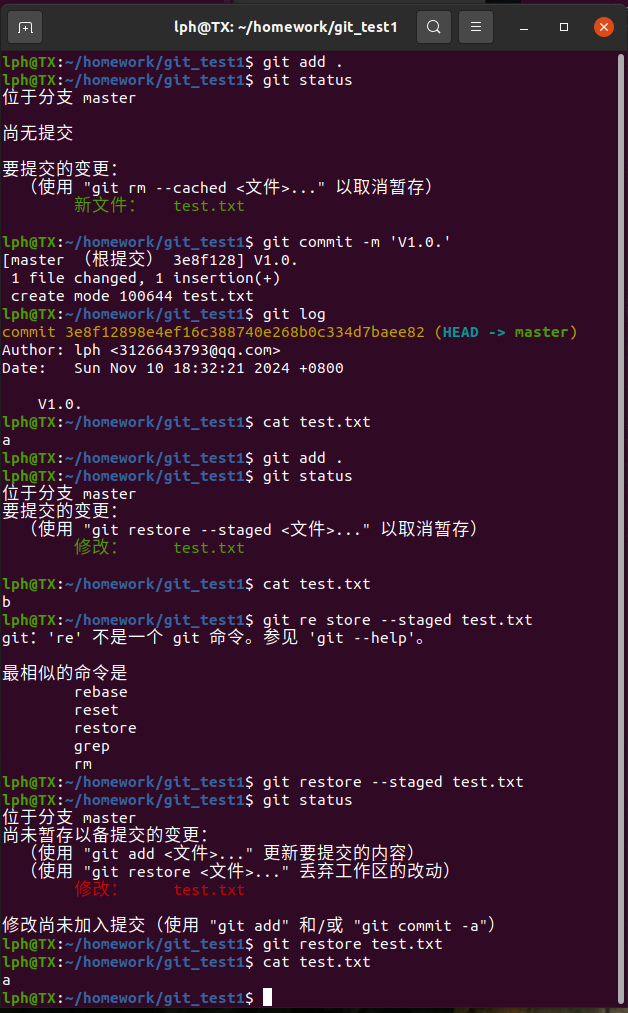 lph@TX: ~/homework/git_test1
lph@TX:~/homework/git_test1$ git add .
lph@TX:~/homework/git_test1$ git status
位于分支 master
尚无提交
要提交的变更：
（使用 "git rm --cached <文件>..." 以取消暂存）
新文件： test.txt
lph@TX:~/homework/git_test1$ git commit -m 'V1.0.'
[master （根提交） 3e8f128] V1.0.
1 file changed, 1 insertion(+)
create mode 100644 test.txt
lph@TX:~/homework/git_test1$ git log
commit 3e8f12898e4ef16c388740e268b0c334d7baee82 (HEAD -> master)
Author: lph <3126643793@qq.com>
Date:   Sun Nov 10 18:32:21 2024 +0800
V1.0.
lph@TX:~/homework/git_test1$ cat test.txt
a
lph@TX:~/homework/git_test1$ git add .
lph@TX:~/homework/git_test1$ git status
位于分支 master
要提交的变更：
（使用 "git restore --staged <文件>..." 以取消暂存）
修改： test.txt
lph@TX:~/homework/git_test1$ cat test.txt
b
lph@TX:~/homework/git_test1$ git re store --staged test.txt
git：'re' 不是一个 git 命令。参见 'git --help'。
最相似的命令是
rebase
reset
restore
grep
rm
lph@TX:~/homework/git_test1$ git restore --staged test.txt
lph@TX:~/homework/git_test1$ git status
位于分支 master
尚未暂存以备提交的变更：
（使用 "git add <文件>..." 更新要提交的内容）
（使用 "git restore <文件>..." 丢弃工作区的改动）
修改： test.txt
修改尚未加入提交（使用 "git add" 和/或 "git commit -a"）
lph@TX:~/homework/git_test1$ git restore test.txt
lph@TX:~/homework/git_test1$ cat test.txt
a
lph@TX:~/homework/git_test1$